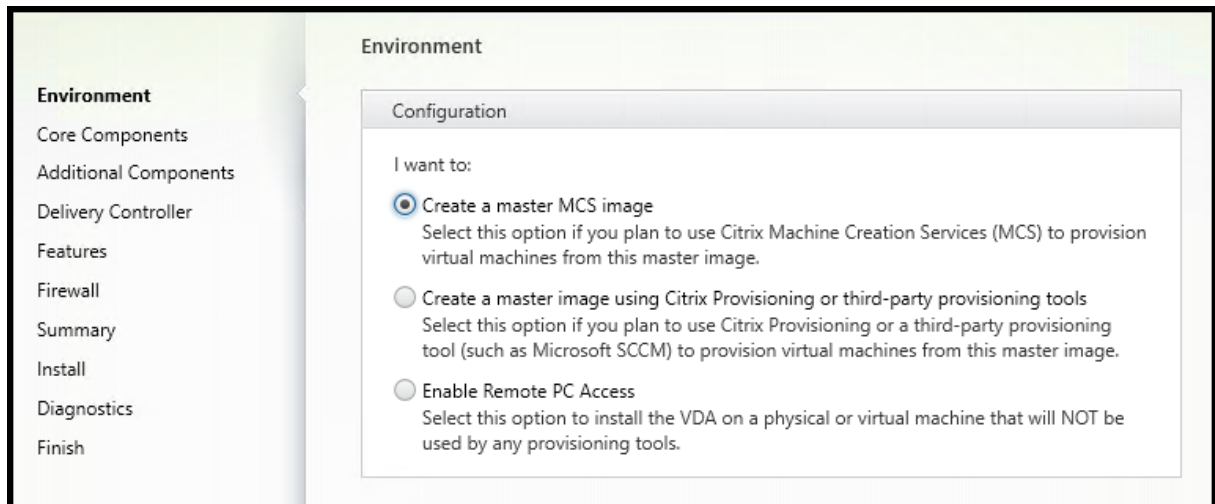 Environment
Core Components
Additional Components
Delivery Controller
Features
Firewall
Summary
Install
Diagnostics
Finish
Environment
Configuration
I want to:
Create a master MCS image
Select this option if you plan to use Citrix Machine Creation Services (MCS) to provision
virtual machines from this master image.
Create a master image using Citrix Provisioning or third-party provisioning tools
Select this option if you plan to use Citrix Provisioning or a third-party provisioning
tool (such as Microsoft SCCM) to provision virtual machines from this master image.
Enable Remote PC Access
Select this option to install the VDA on a physical or virtual machine that will NOT be
used by any provisioning tools.